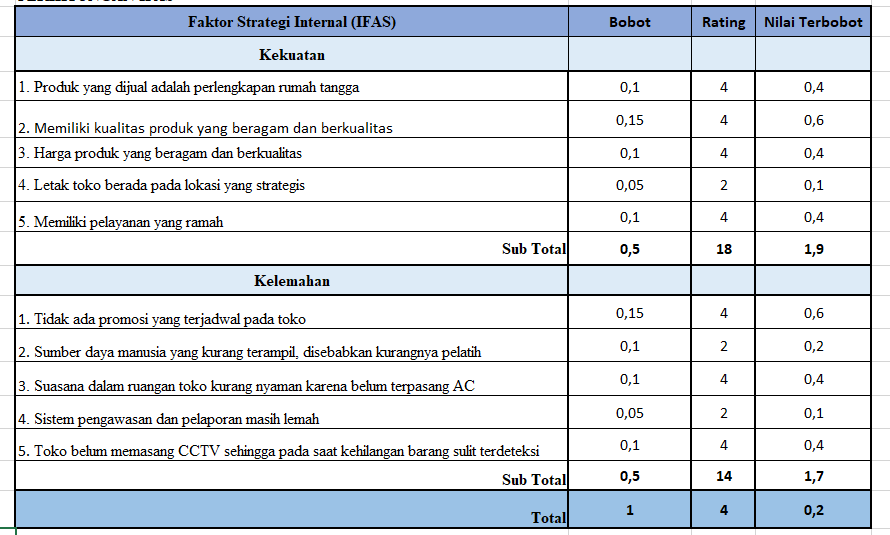 Faktor Strategi Internal (IFAS) Bobot Rating Nilai Terbobot
Kekuatan
1. Produk yang dijual adalah perlengkapan rumah tangga 0,1 4 0,4
2. Memiliki kualitas produk yang beragam dan berkualitas 0,15 4 0,6
3. Harga produk yang beragam dan berkualitas 0,1 4 0,4
4. Letak toko berada pada lokasi yang strategis 0,05 2 0,1
5. Memiliki pelayanan yang ramah 0,1 4 0,4
Sub Total 0,5 18 1,9
Kelemahan
1. Tidak ada promosi yang terjadwal pada toko 0,15 4 0,6
2. Sumber daya manusia yang kurang terampil, disebabkan kurangnya pelatih 0,1 2 0,2
3. Suasana dalam ruangan toko kurang nyaman karena belum terpasang AC 0,1 4 0,4
4. Sistem pengawasan dan pelaporan masih lemah 0,05 2 0,1
5. Toko belum memasang CCTV sehingga pada saat kehilangan barang sulit terdeteksi 0,1 4 0,4
Sub Total 0,5 14 1,7
Total 1 4 0,2